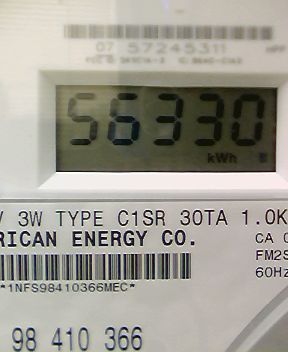 07 57245311
56330
kWh
V 3W TYPE C1SR 30TA 1.0K
RICAN ENERGY CO.
CA 0
FM2S
60Hz
*1NFS98410366MEC*
98 410 366